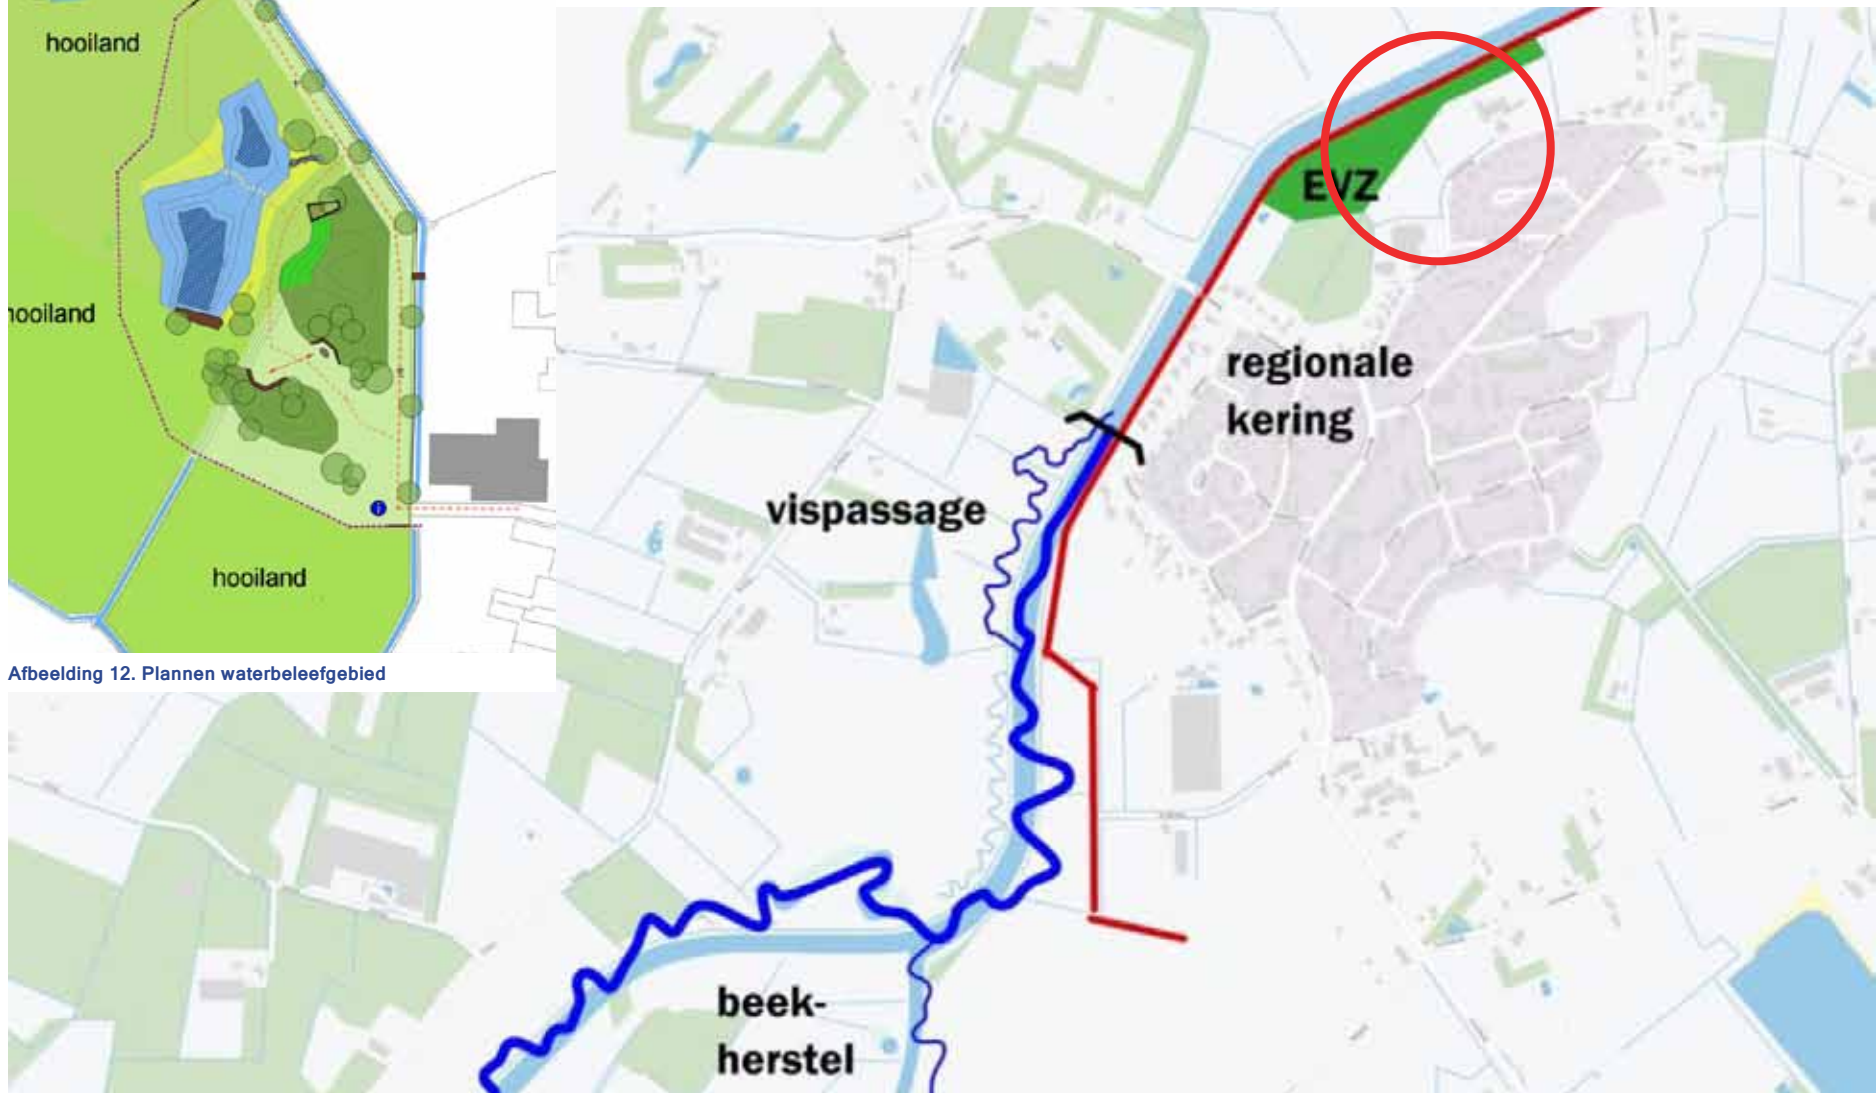 hooiland
hooiland
hooiland
Afbeelding 12. Plannen waterbeleefgebied
EVZ
regionale
kering
vispassage
beek-
herstel